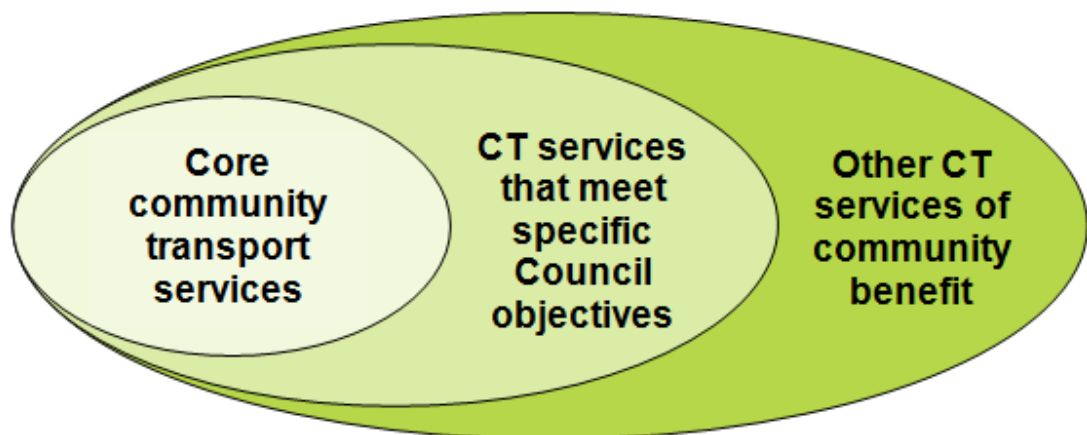 Core
community
transport
services
CT services
that meet
specific
Council
objectives
Other CT
services of
community
benefit